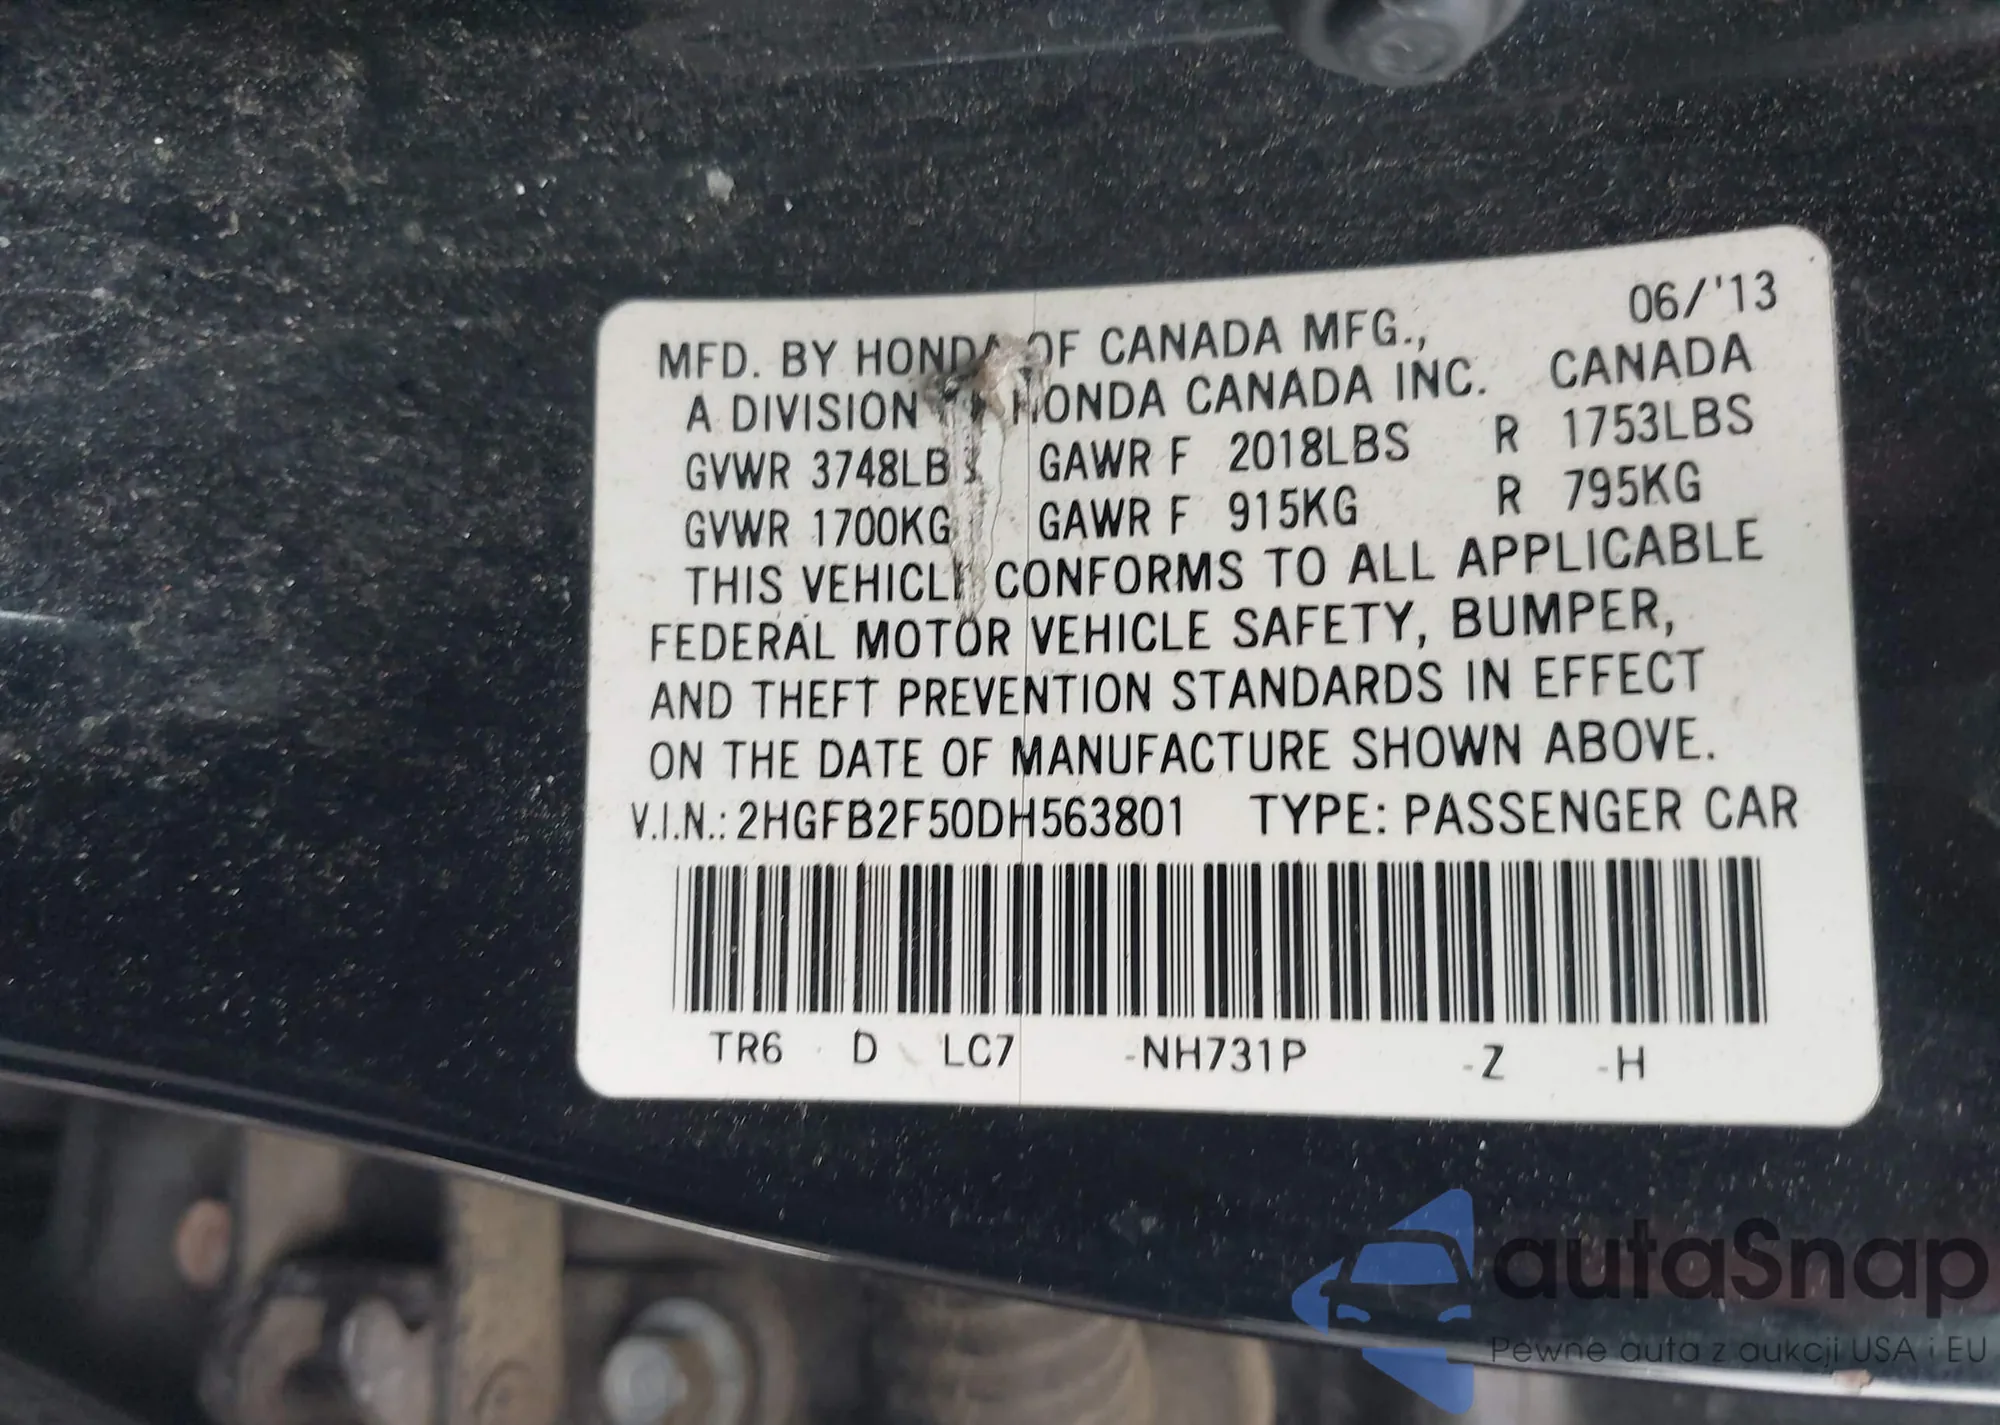 06/'13
MFD. BY HONDA OF CANADA MFG.,
A DIVISION HONDA CANADA INC. CANADA
GVWR 3748LBS GAWR F 2018LBS R 1753LBS
GVWR 1700KG GAWR F 915KG R 795KG
THIS VEHICLE CONFORMS TO ALL APPLICABLE
FEDERAL MOTOR VEHICLE SAFETY, BUMPER,
AND THEFT PREVENTION STANDARDS IN EFFECT
ON THE DATE OF MANUFACTURE SHOWN ABOVE.
V.I.N.: 2HGFB2F50DH563801 TYPE: PASSENGER CAR
TR6 D LC7 -NH731P -Z -H
autaSnap
Pewne auta z aukcji USA i EU